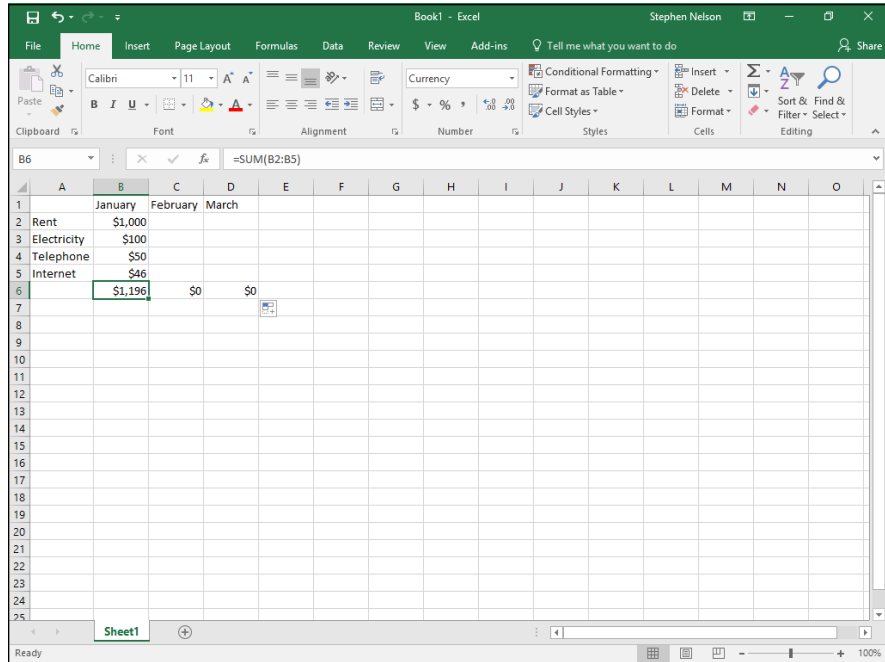 Book1 - Excel Stephen Nelson
File Home Insert Page Layout Formulas Data Review View Add-ins Tell me what you want to do Share
Paste
Calibri 11 A A
B I U A
Currency
$ % , .0 .00 .00 .0
Conditional Formatting
Format as Table
Cell Styles
Insert
Delete
Format
Σ
A Z
Sort & Filter
Find & Select
Clipboard Font Alignment Number Styles Cells Editing
B6 fx =SUM(B2:B5)
A B C D E F G H I J K L M N O
1 January February March
2 Rent $1,000
3 Electricity $100
4 Telephone $50
5 Internet $46
6 $1,196 $0 $0
7
8
9
10
11
12
13
14
15
16
17
18
19
20
21
22
23
24
25
Sheet1
Ready 100%